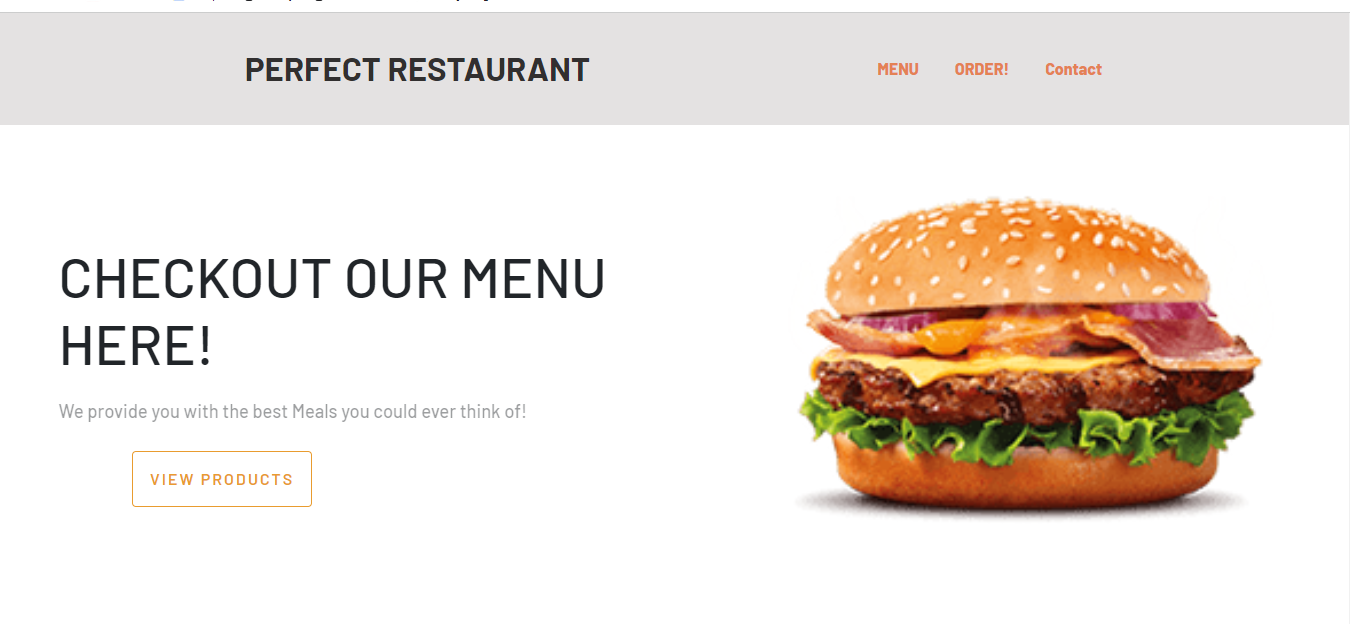 PERFECT RESTAURANT
MENU ORDER! Contact
CHECKOUT OUR MENU
HERE!
We provide you with the best Meals you could ever think of!
VIEW PRODUCTS